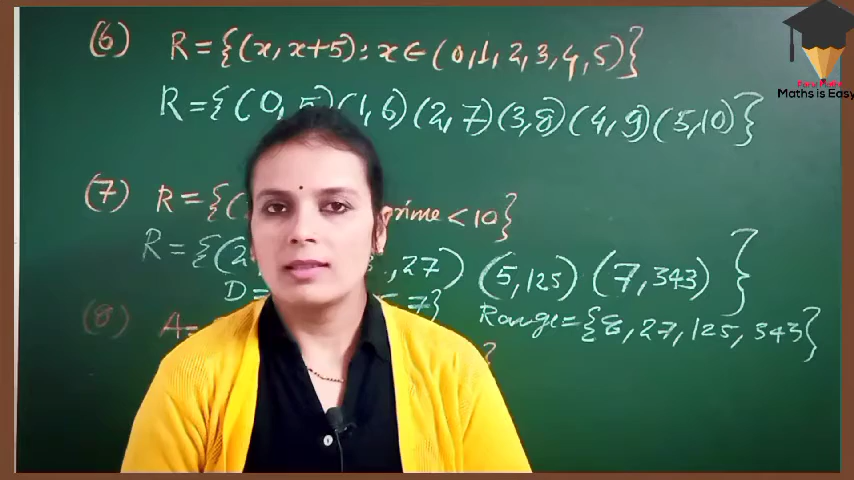 (6) R={(x, x+5): x∈(0,1,2,3,4,5)}
R={(0,5)(1,6)(2,7)(3,8)(4,9)(5,10)}
Maths is Easy
(7) R={( prime<10}
R={(2 ,27) (5,125) (7,343)}
D= 7} Range={8,27,125,343}
(8) A=
}